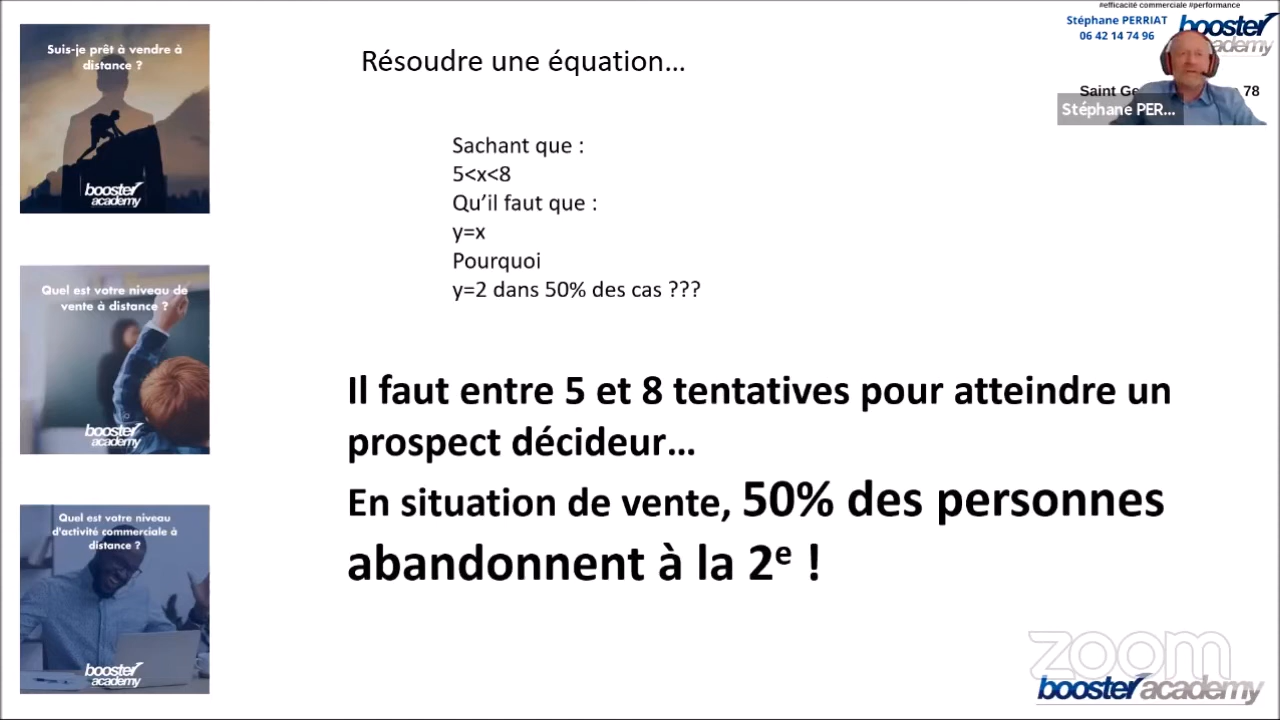 Suis-je prêt à vendre à
distance ?
booster
academy
Quel est votre niveau de
vente à distance ?
booster
academy
Quel est votre niveau
d'activité commerciale à
distance ?
booster
academy
Résoudre une équation…
Sachant que :
5<x<8
Qu’il faut que :
y=x
Pourquoi
y=2 dans 50% des cas ???
Il faut entre 5 et 8 tentatives pour atteindre un
prospect décideur…
En situation de vente, 50% des personnes
abandonnent à la 2e !
#efficacité commerciale #performance
Stéphane PERRIAT
06 42 14 74 96
booster
academy
Saint 78
Stéphane PER...
zoom
boosteracademy